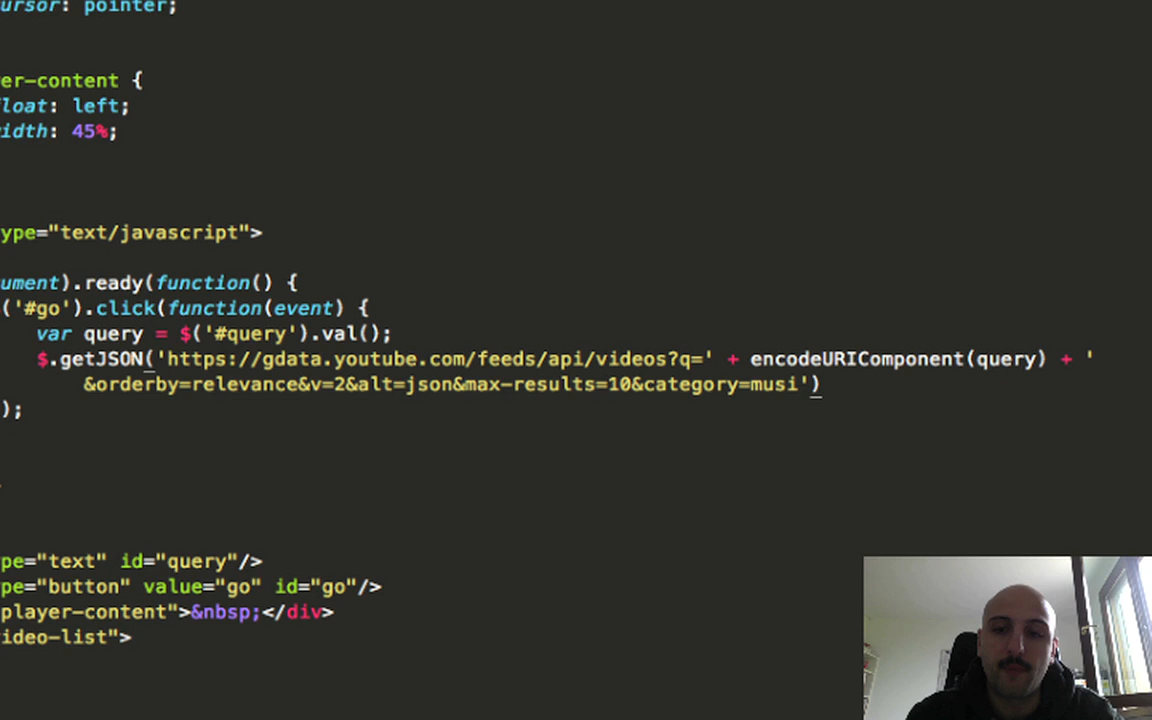 ursor: pointer;
er-content {
loat: left;
idth: 45%;
ype="text/javascript">
ument).ready(function() {
('#go').click(function(event) {
var query = $('#query').val();
$.getJSON('https://gdata.youtube.com/feeds/api/videos?q=' + encodeURIComponent(query) + '
&orderby=relevance&v=2&alt=json&max-results=10&category=musi')
);
pe="text" id="query"/>
pe="button" value="go" id="go"/>
player-content">&nbsp;</div>
ideo-list">